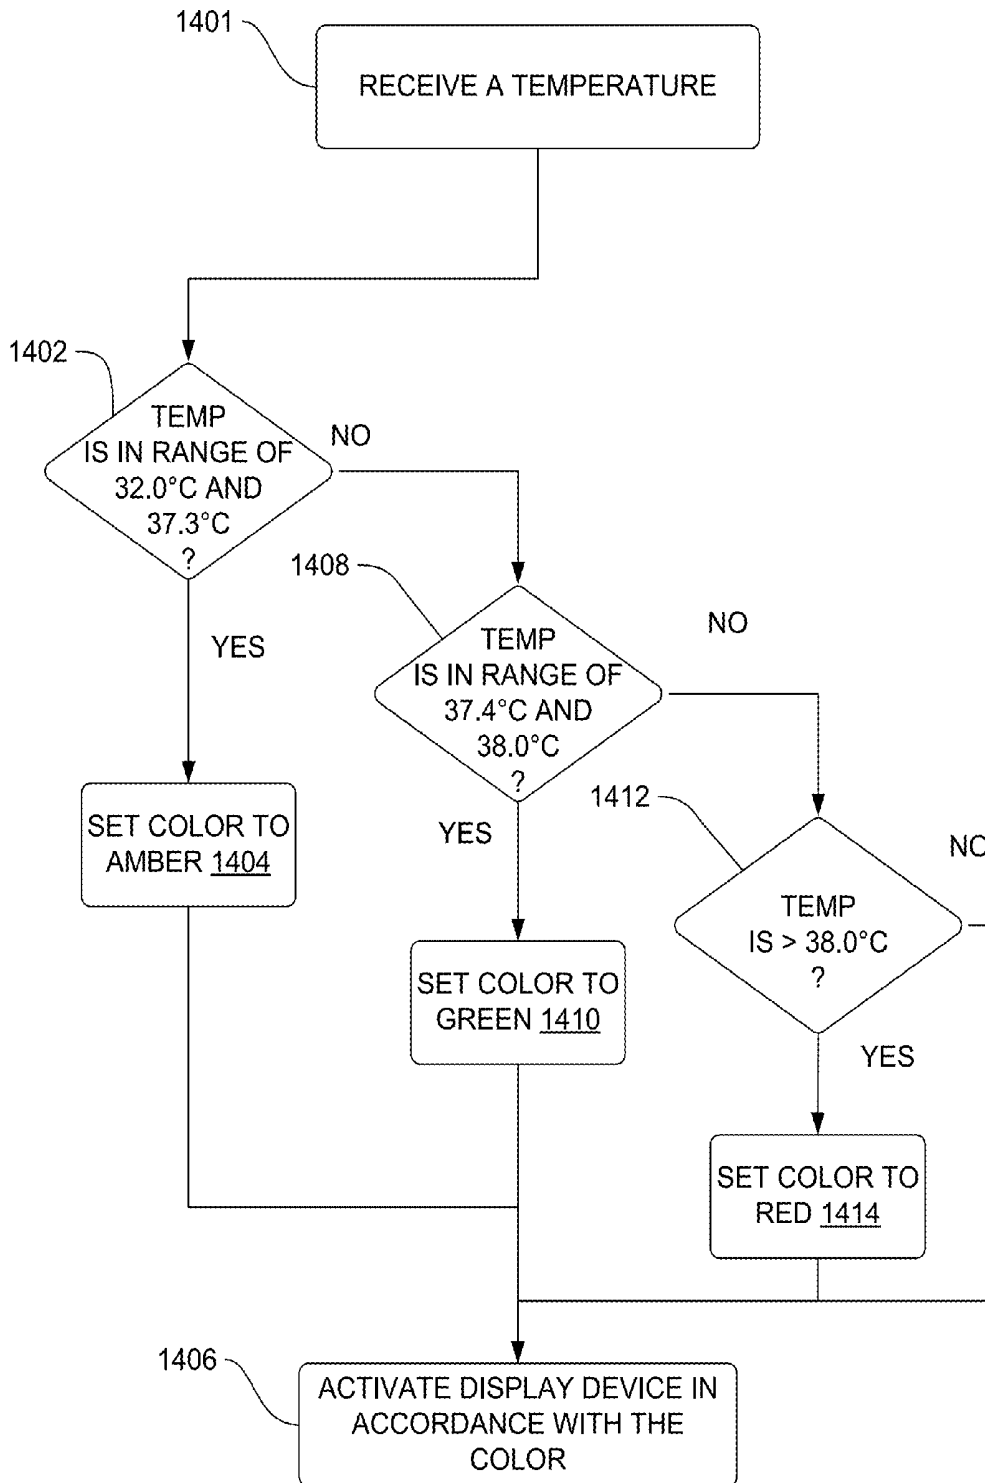 1401
RECEIVE A TEMPERATURE
1402
TEMP
IS IN RANGE OF
32.0°C AND
37.3°C
?
NO
YES
1408
TEMP
IS IN RANGE OF
37.4°C AND
38.0°C
?
NO
YES
SET COLOR TO
AMBER 1404
1412
TEMP
IS > 38.0°C
?
NO
YES
SET COLOR TO
GREEN 1410
SET COLOR TO
RED 1414
1406
ACTIVATE DISPLAY DEVICE IN
ACCORDANCE WITH THE
COLOR